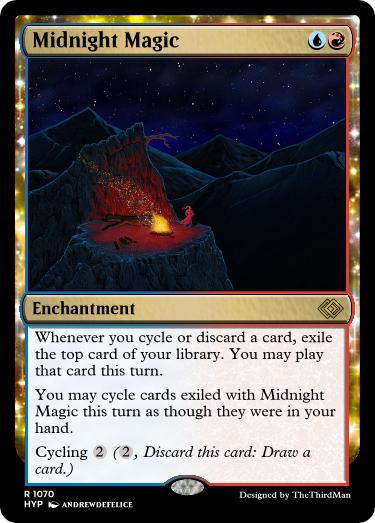 Midnight Magic
Enchantment
Whenever you cycle or discard a card, exile
the top card of your library. You may play
that card this turn.
You may cycle cards exiled with Midnight
Magic this turn as though they were in your
hand.
Cycling 2 (2, Discard this card: Draw a
card.)
R 1070
HYP ANDREWDEFELICE
Designed by TheThirdMan